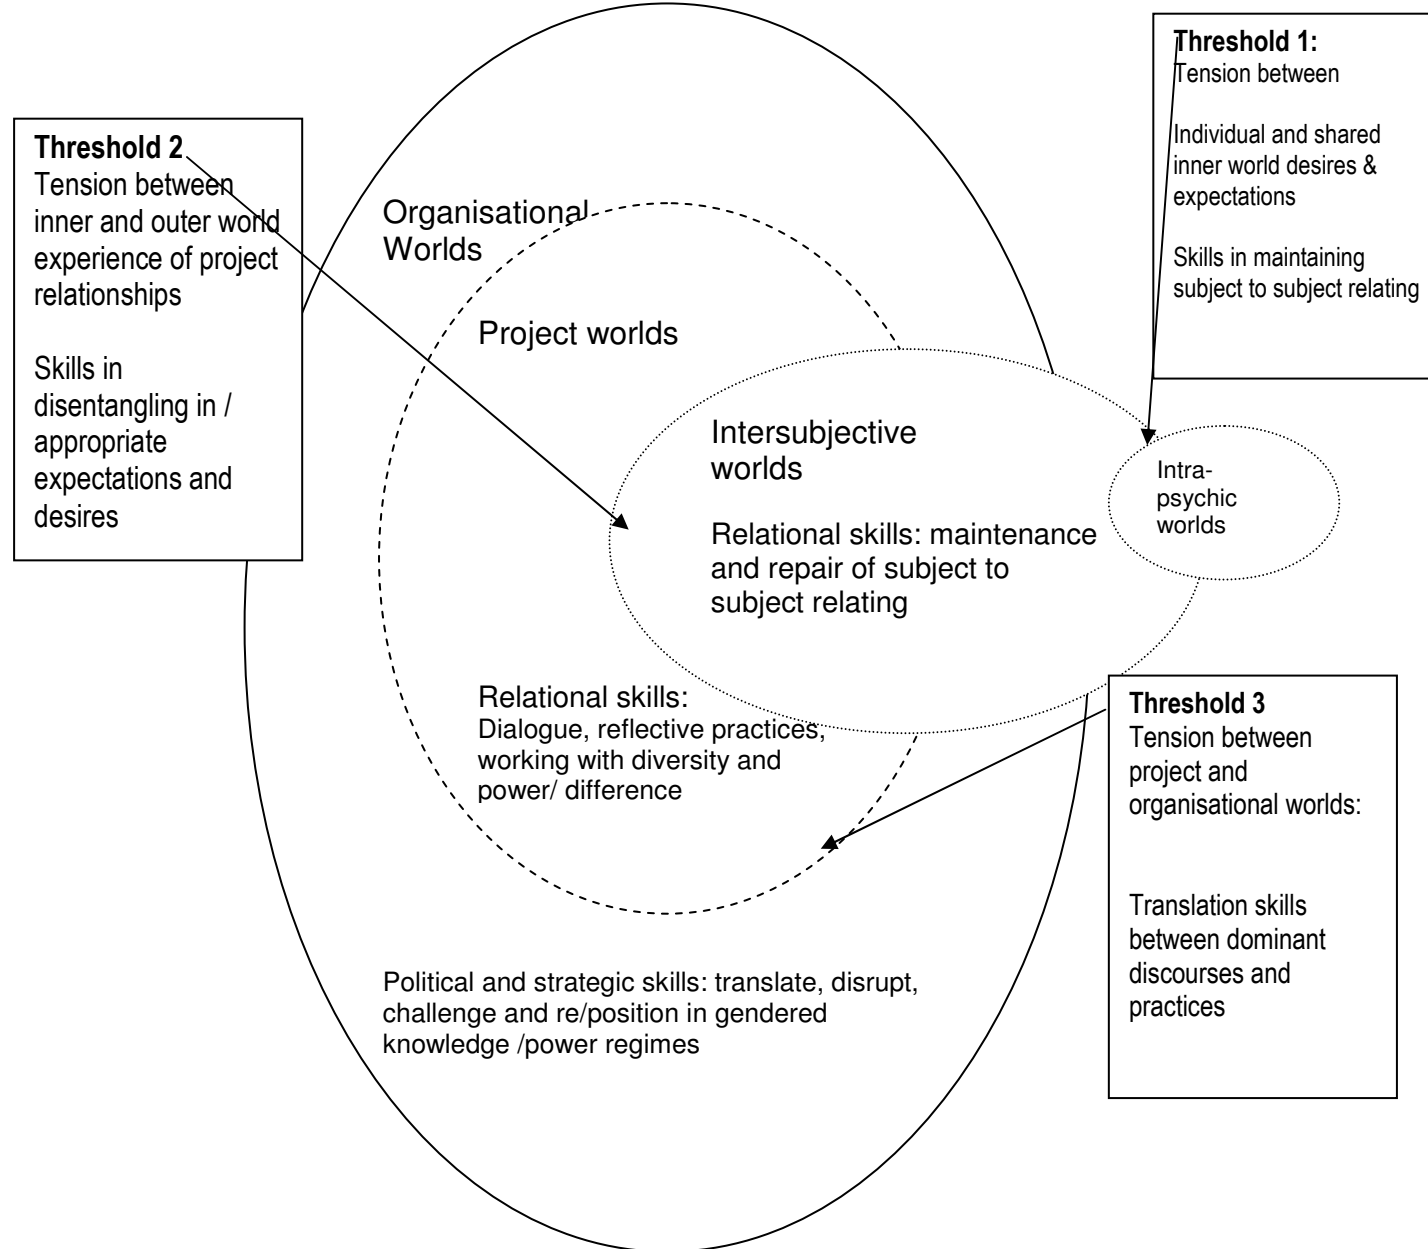 Threshold 1:
Tension between
Individual and shared
inner world desires &
expectations
Skills in maintaining
subject to subject relating
Threshold 2
Tension between
inner and outer world
experience of project
relationships
Skills in
disentangling in /
appropriate
expectations and
desires
Organisational
Worlds
Project worlds
Intersubjective
worlds
Relational skills: maintenance
and repair of subject to
subject relating
Intra-
psychic
worlds
Relational skills:
Dialogue, reflective practices,
working with diversity and
power/ difference
Threshold 3
Tension between
project and
organisational worlds:
Translation skills
between dominant
discourses and
practices
Political and strategic skills: translate, disrupt,
challenge and re/position in gendered
knowledge /power regimes